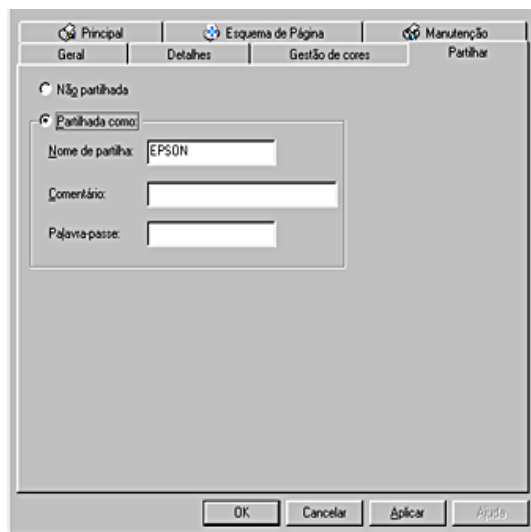 Principal Esquema de Página Manutenção
Geral Detalhes Gestão de cores Partilhar
Não partilhada
Partilhada como:
Nome de partilha: EPSON
Comentário:
Palavra-passe:
OK Cancelar Aplicar Ajuda